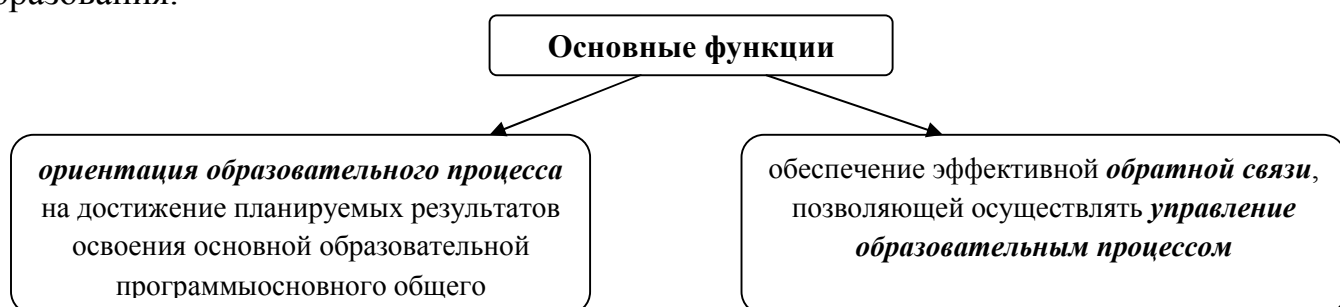 бразования.
Основные функции
ориентация образовательного процесса
на достижение планируемых результатов
освоения основной образовательной
программыосновного общего
обеспечение эффективной обратной связи,
позволяющей осуществлять управление
образовательным процессом